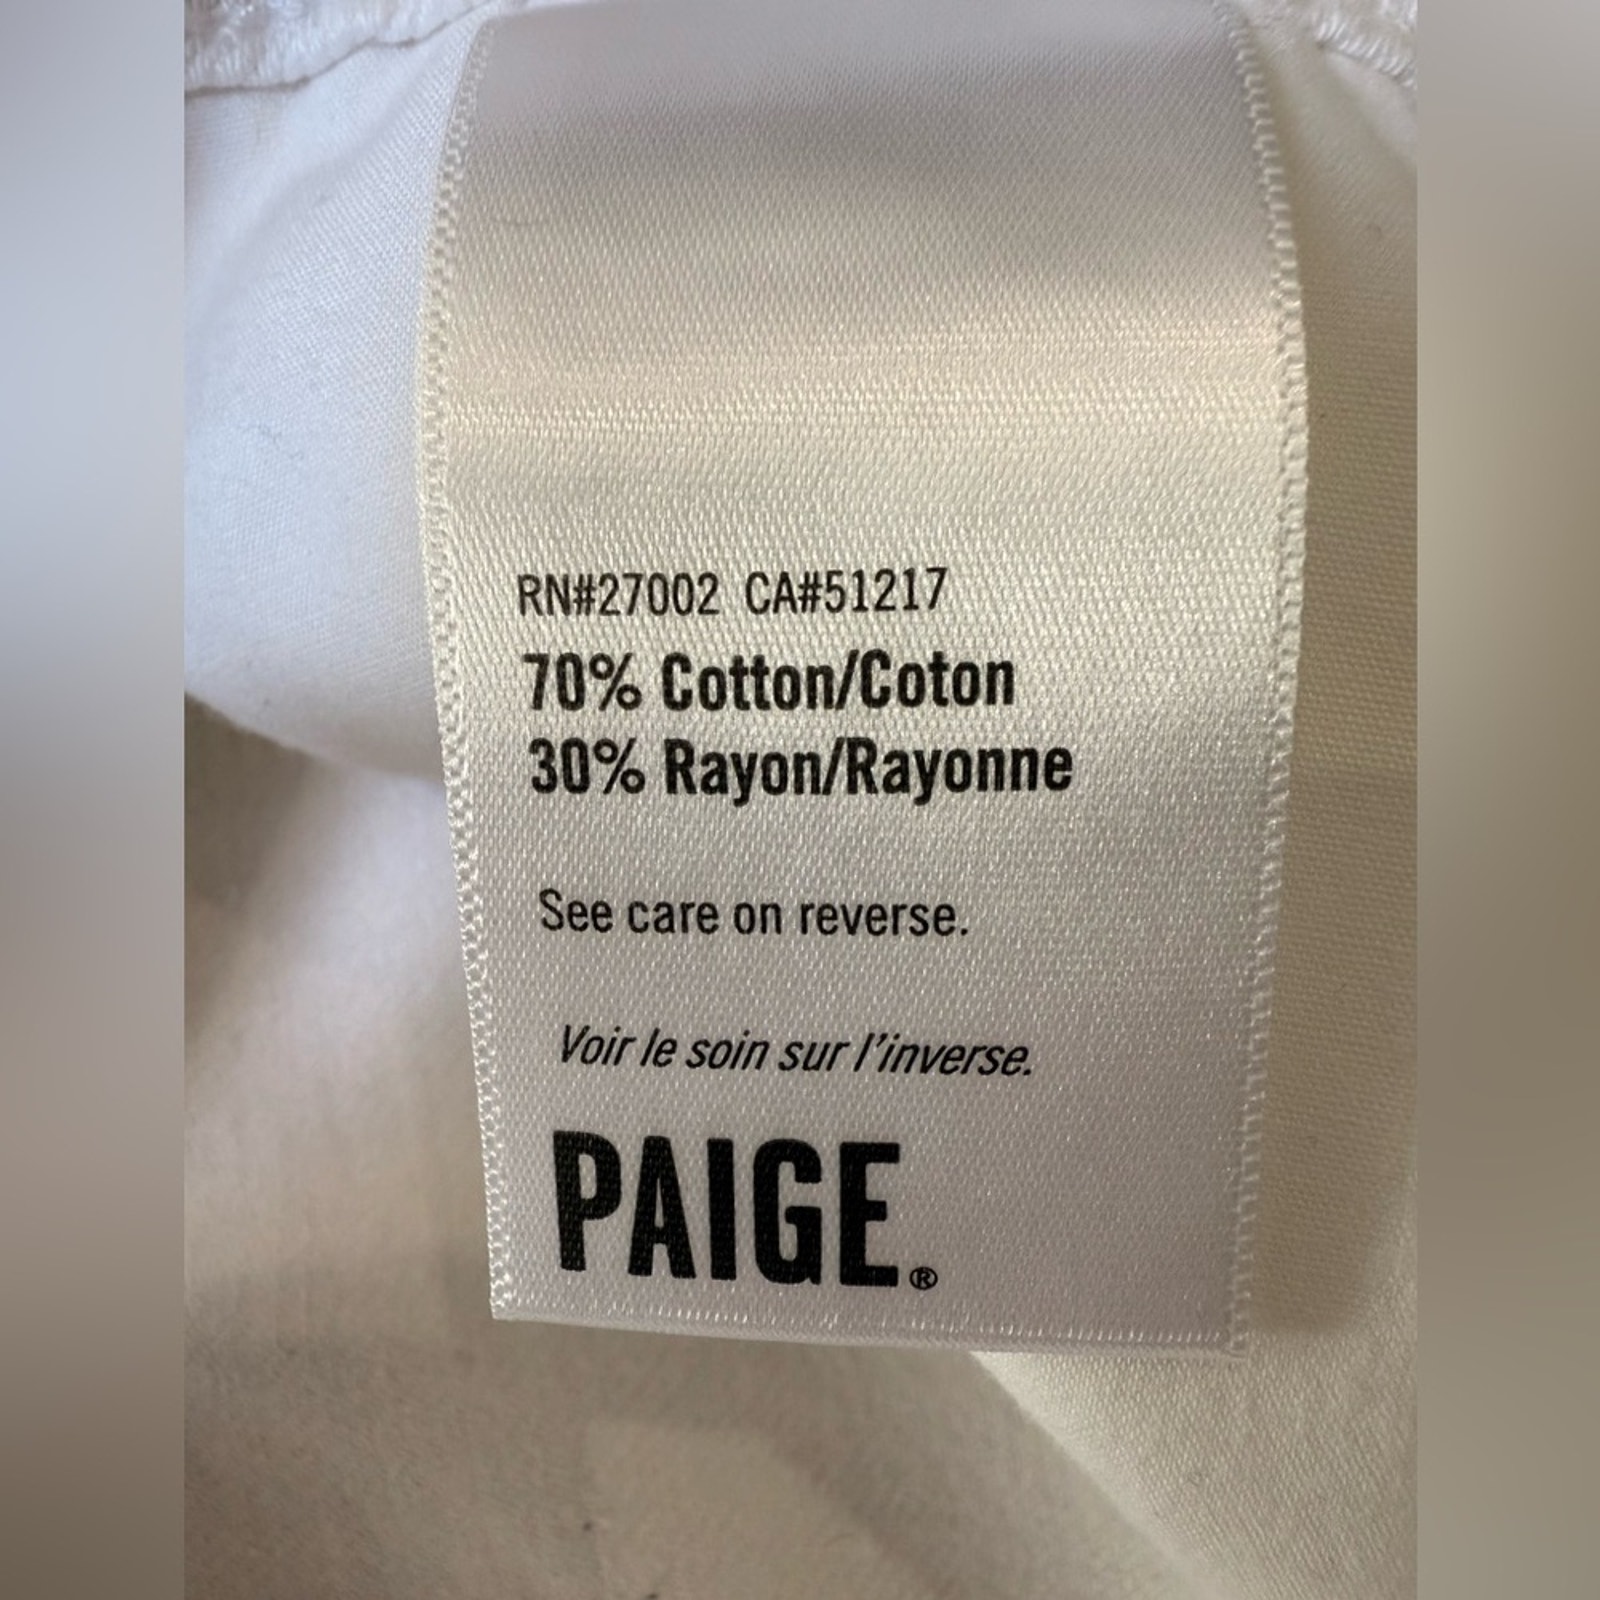 RN#27002 CA#51217
70% Cotton/Coton
30% Rayon/Rayonne
See care on reverse.
Voir le soin sur l'inverse.
PAIGE®